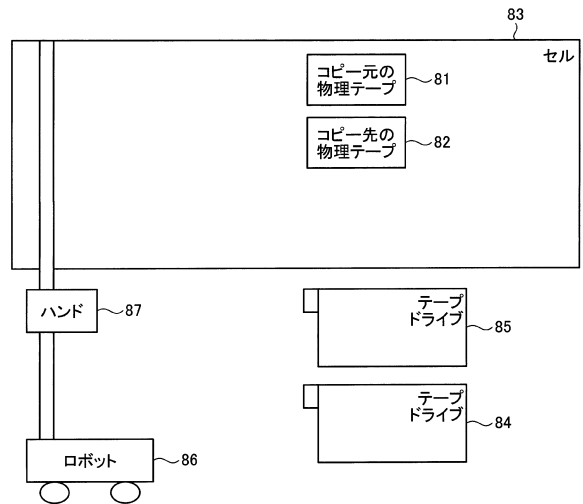 83
セル
コピー元の
物理テープ
81
コピー先の
物理テープ
82
ハンド
87
テープ
ドライブ
85
テープ
ドライブ
84
ロボット
86